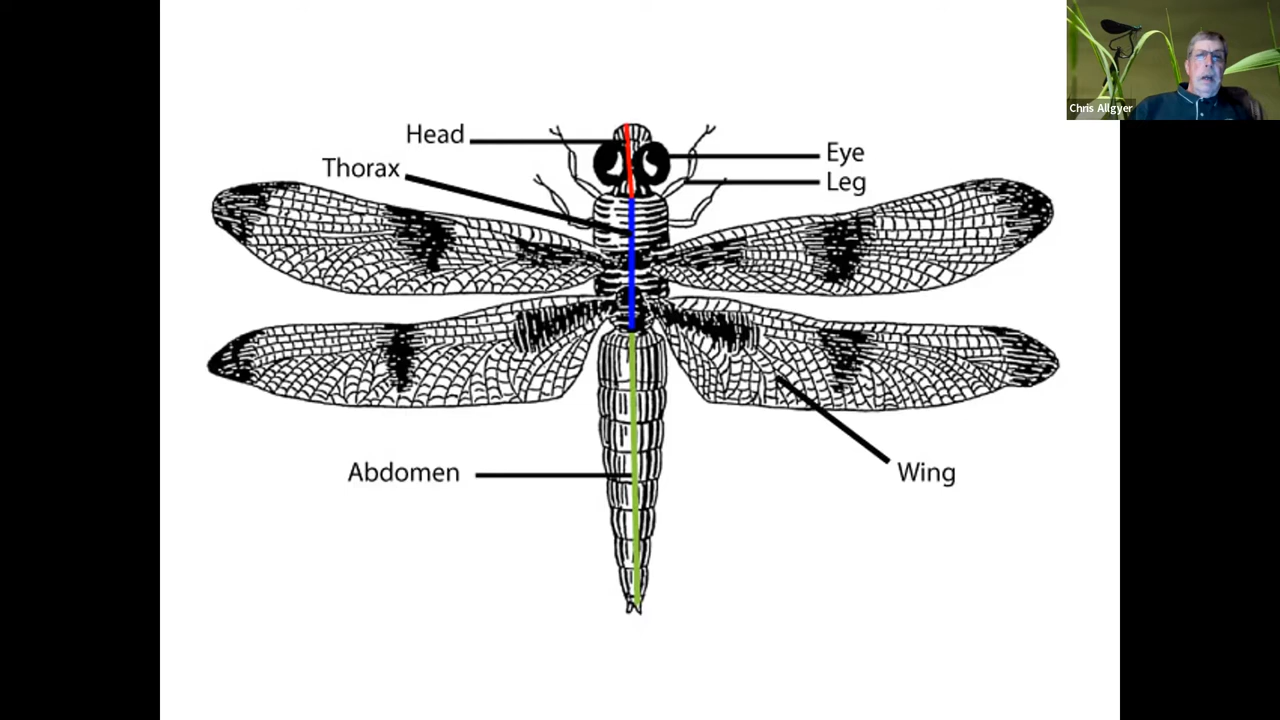 Chris Allgyer
Head
Eye
Thorax
Leg
Abdomen
Wing